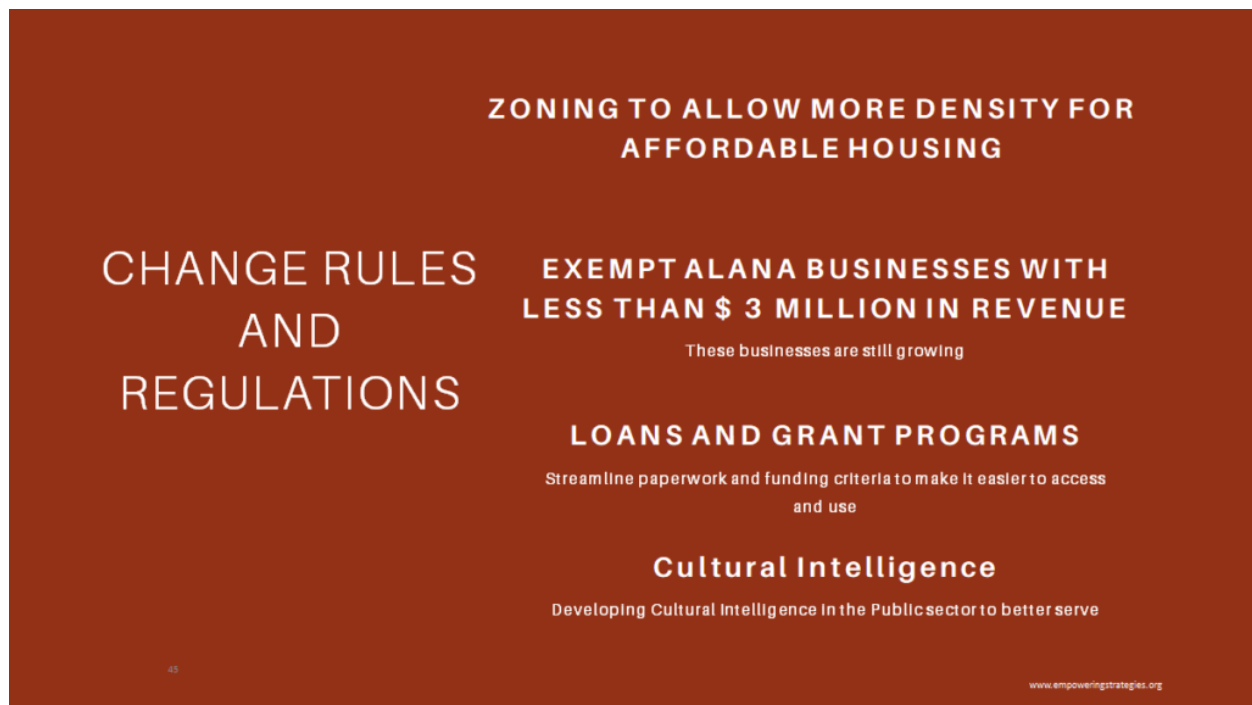 CHANGE RULES
AND
REGULATIONS
ZONING TO ALLOW MORE DENSITY FOR
AFFORDABLE HOUSING
EXEMPT ALANA BUSINESSES WITH
LESS THAN $ 3 MILLION IN REVENUE
These businesses are still growing
LOANS AND GRANT PROGRAMS
Streamline paperwork and funding criteria to make it easier to access
and use
Cultural Intelligence
Developing Cultural Intelligence in the Public sector to better serve
45
www.empoweringstrategies.org